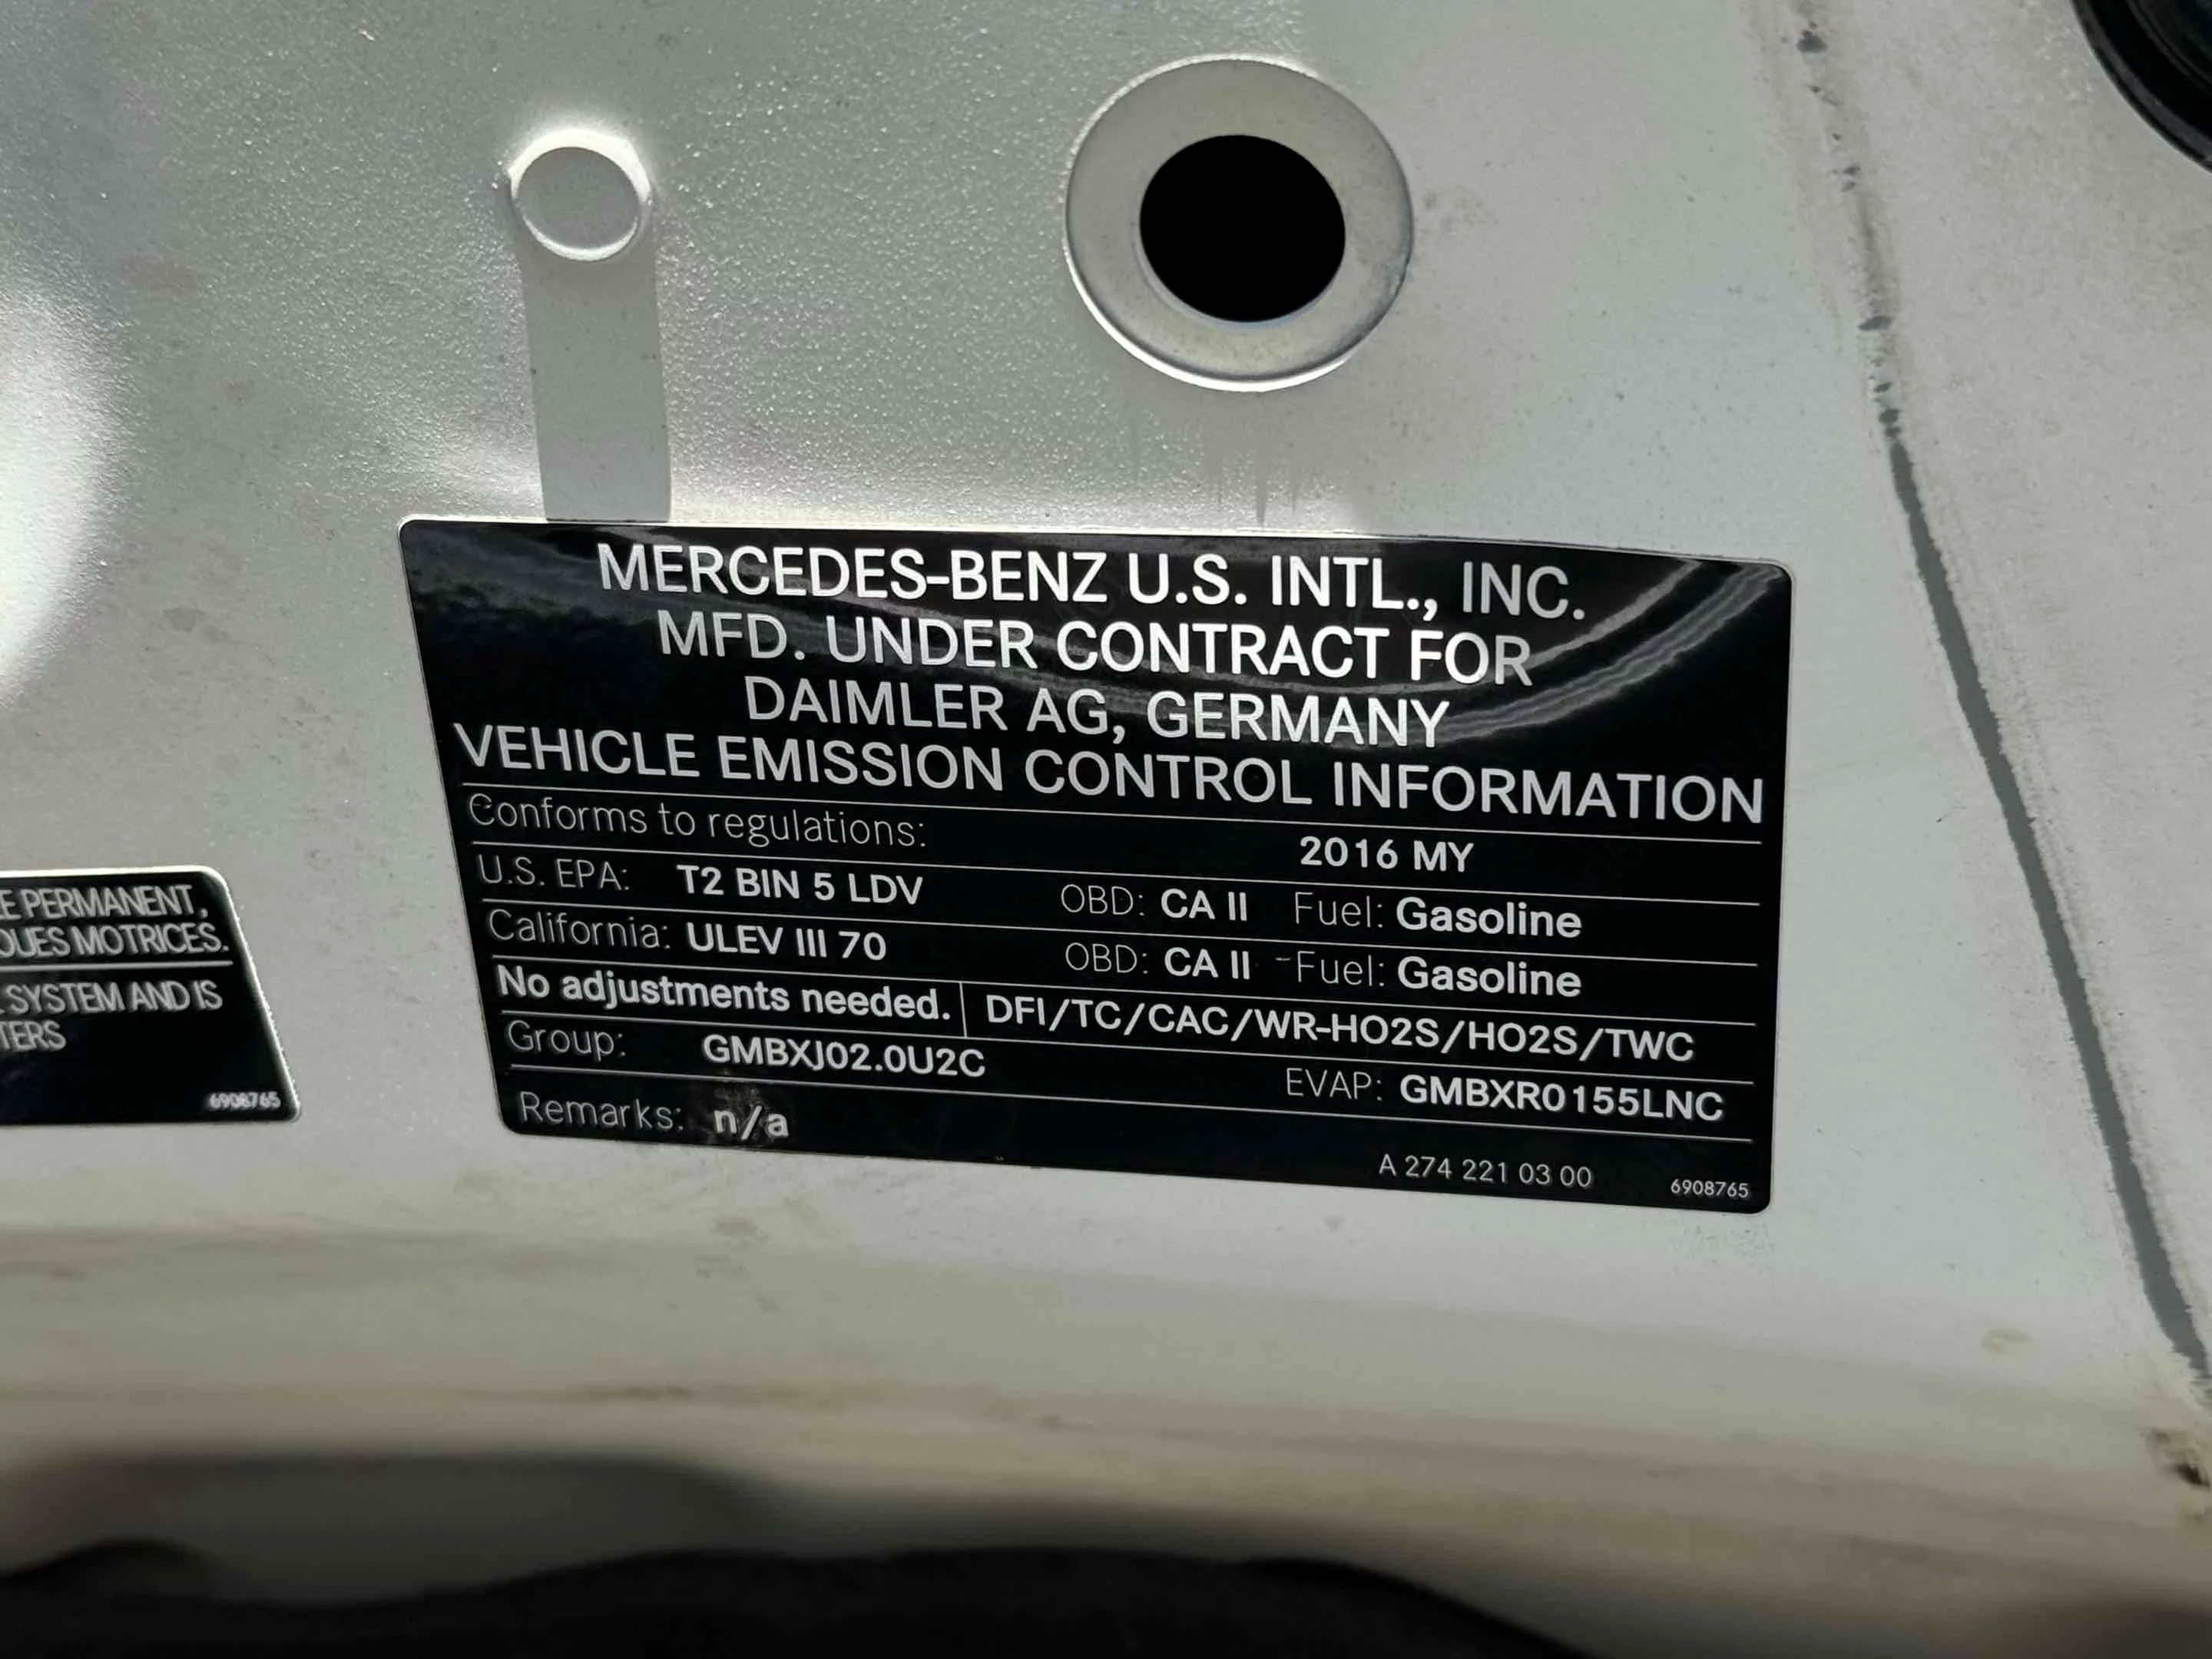 MERCEDES-BENZ U.S. INTL., INC.
MFD. UNDER CONTRACT FOR
DAIMLER AG, GERMANY
VEHICLE EMISSION CONTROL INFORMATION
Conforms to regulations: 2016 MY
U.S. EPA: T2 BIN 5 LDV OBD: CA II Fuel: Gasoline
California: ULEV III 70 OBD: CA II Fuel: Gasoline
No adjustments needed. DFI/TC/CAC/WR-HO2S/HO2S/TWC
Group: GMBXJ02.0U2C EVAP: GMBXR0155LNC
Remarks: n/a
A 274 221 03 00 6908765
PERMANENT,
MOTRICES.
SYSTEM AND IS
6908765